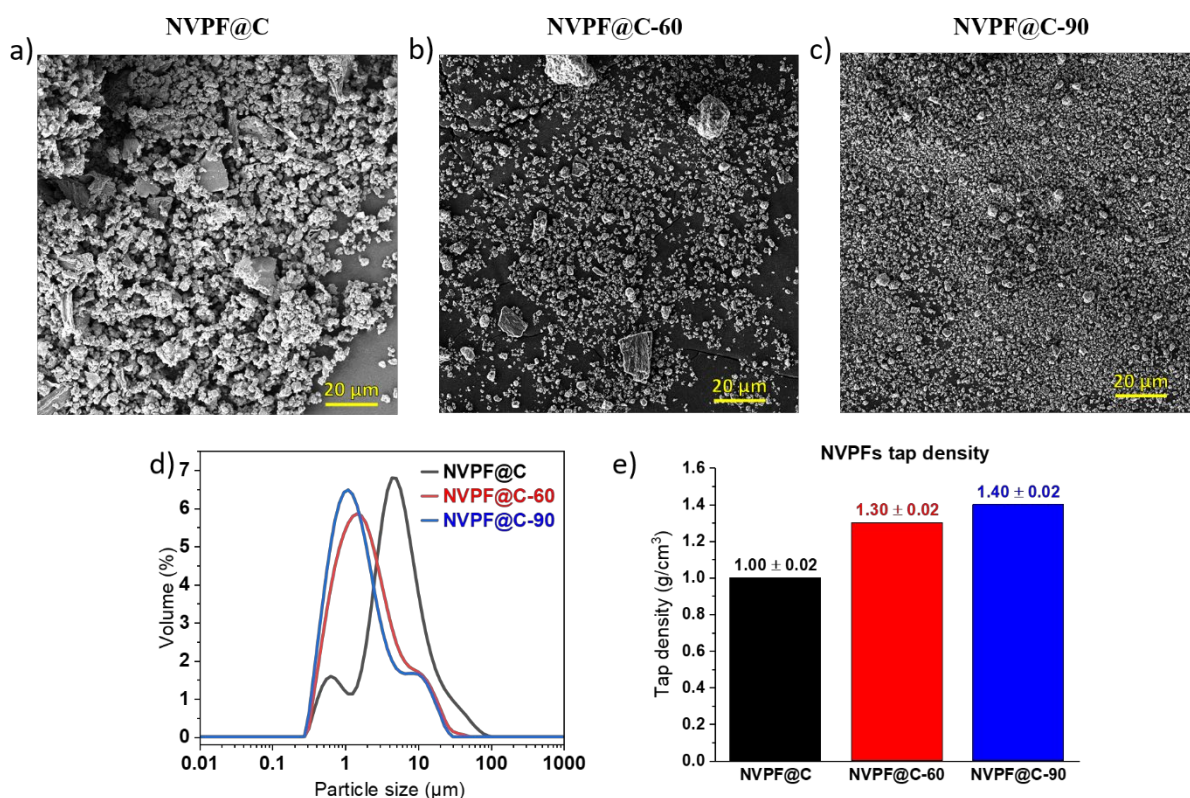 NVPF@C
NVPF@C-60
NVPF@C-90
a)
b)
c)
20 µm
20 µm
20 µm
d)
7
6
5
4
3
2
1
0
Volume (%)
NVPF@C
NVPF@C-60
NVPF@C-90
0.01
0.1
1
10
100
1000
Particle size (µm)
e)
NVPFs tap density
1.6
1.4
1.2
1.0
0.8
0.6
0.4
0.2
0.0
Tap density (g/cm³)
1.00 ± 0.02
1.30 ± 0.02
1.40 ± 0.02
NVPF@C
NVPF@C-60
NVPF@C-90